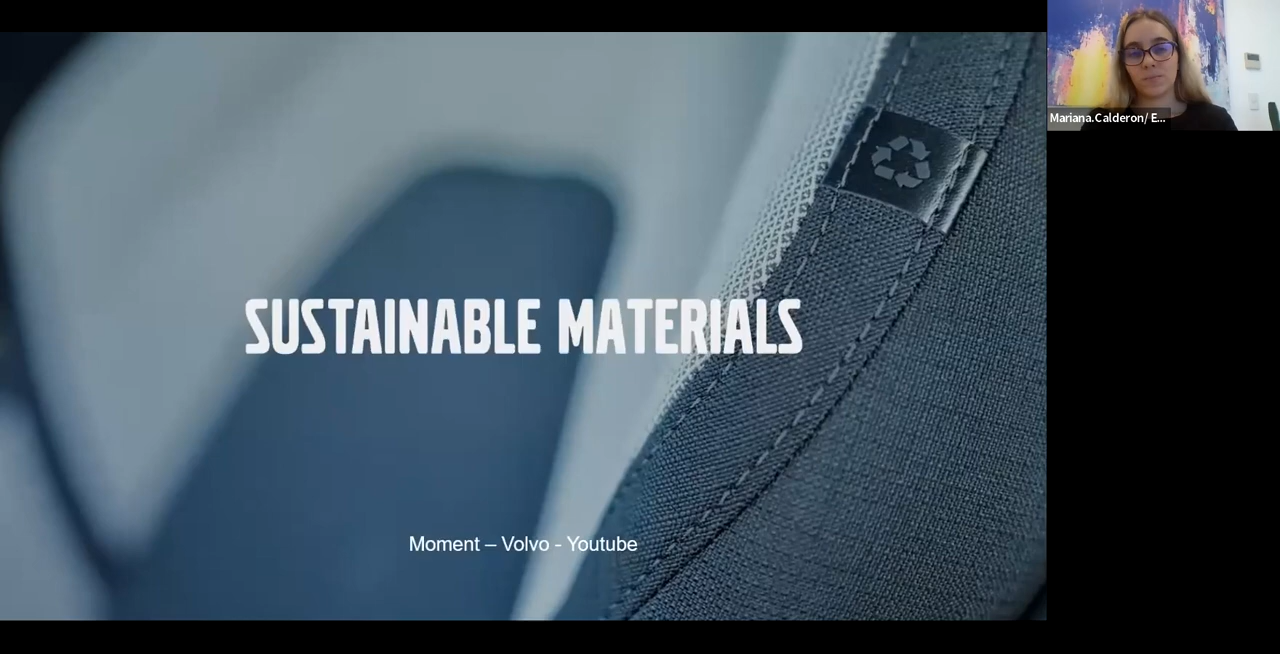 SUSTAINABLE MATERIALS
Moment – Volvo - Youtube
Mariana.Calderon/ E...